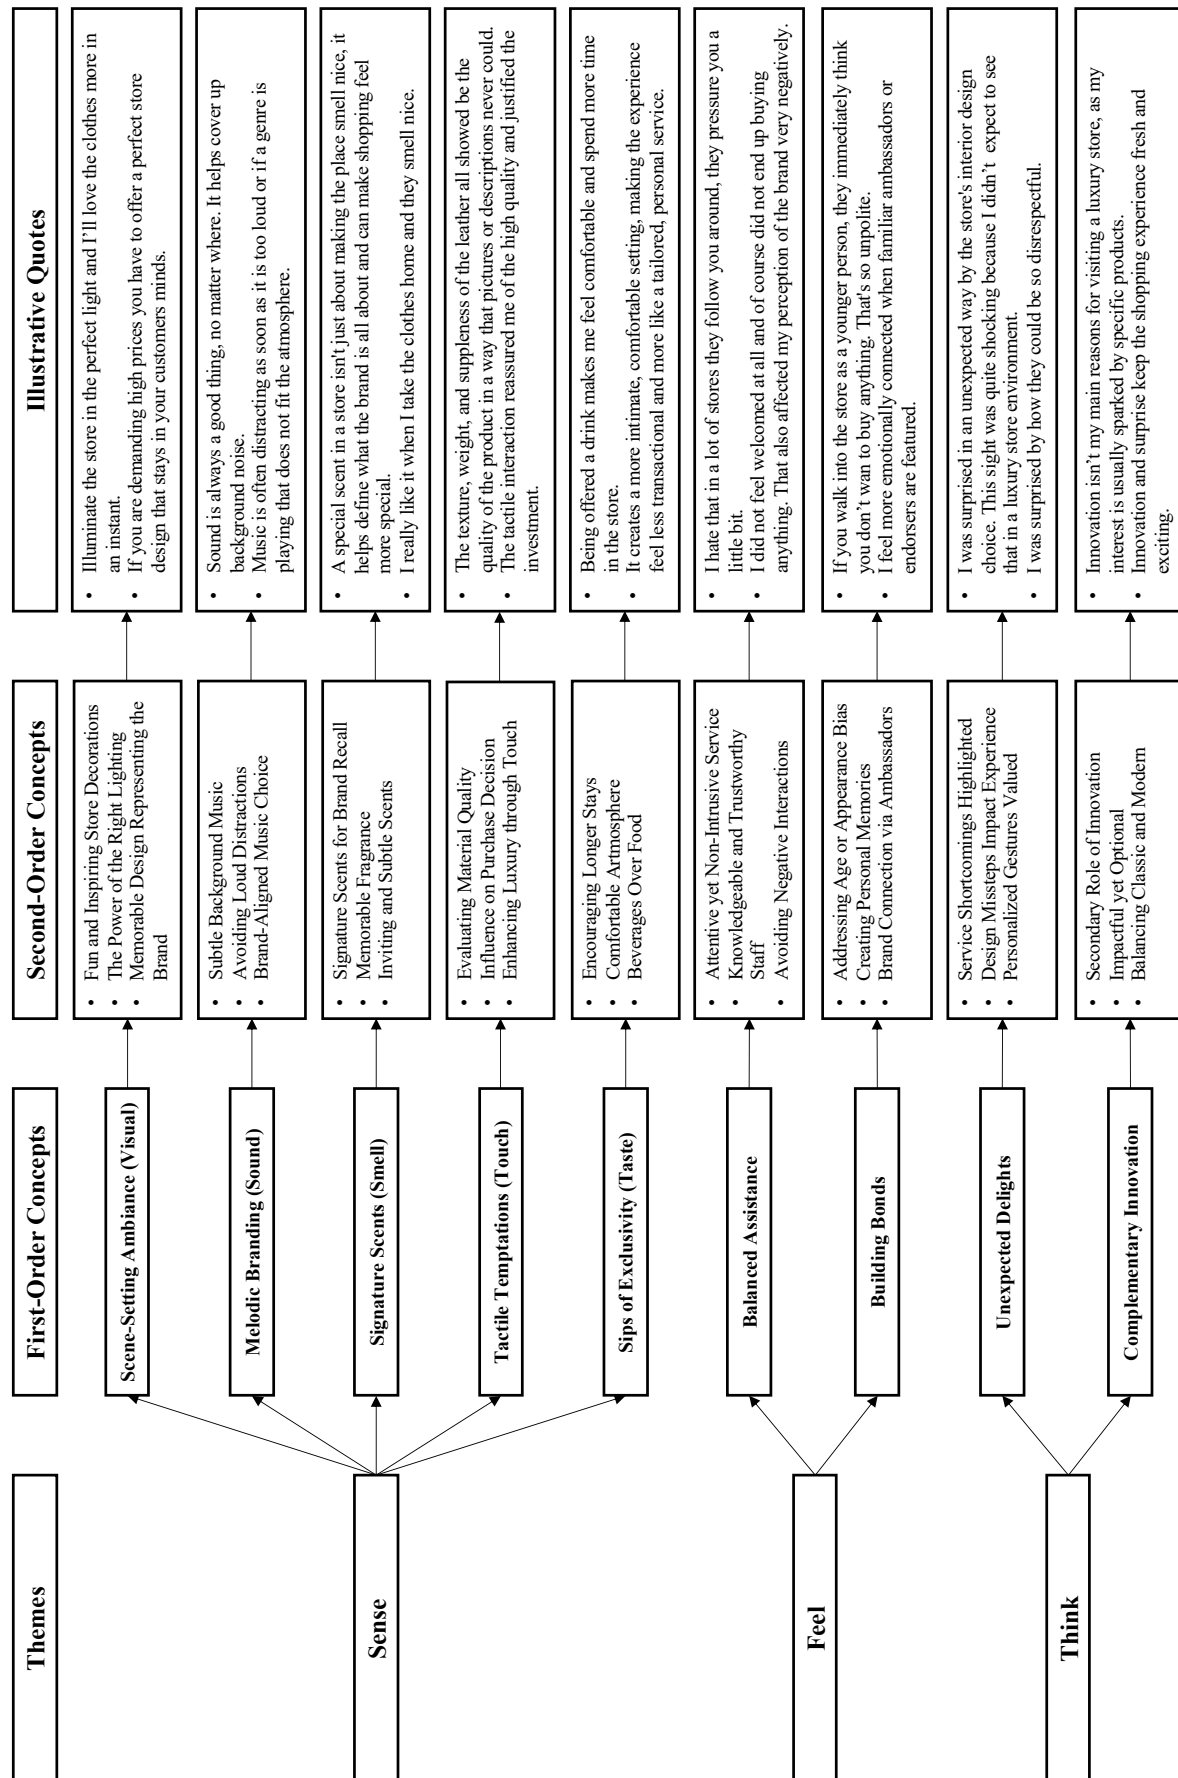 Themes
First-Order Concepts
Second-Order Concepts
Illustrative Quotes
Sense
Scene-Setting Ambiance (Visual)
• Fun and Inspiring Store Decorations
• The Power of the Right Lighting
• Memorable Design Representing the
Brand
• Illuminate the store in the perfect light and I'll love the clothes more in
an instant.
• If you are demanding high prices you have to offer a perfect store
design that stays in your customers minds.
Melodic Branding (Sound)
• Subtle Background Music
• Avoiding Loud Distractions
• Brand-Aligned Music Choice
• Sound is always a good thing, no matter where. It helps cover up
background noise.
• Music is often distracting as soon as it is too loud or if a genre is
playing that does not fit the atmosphere.
Signature Scents (Smell)
• Signature Scents for Brand Recall
• Memorable Fragrance
• Inviting and Subtle Scents
• A special scent in a store isn't just about making the place smell nice, it
helps define what the brand is all about and can make shopping feel
more special.
• I really like it when I take the clothes home and they smell nice.
Tactile Temptations (Touch)
• Evaluating Material Quality
• Influence on Purchase Decision
• Enhancing Luxury through Touch
• The texture, weight, and suppleness of the leather all showed be the
quality of the product in a way that pictures or descriptions never could.
• The tactile interaction reassured me of the high quality and justified the
investment.
Sips of Exclusivity (Taste)
• Encouraging Longer Stays
• Comfortable Artmosphere
• Beverages Over Food
• Being offered a drink makes me feel comfortable and spend more time
in the store.
• It creates a more intimate, comfortable setting, making the experience
feel less transactional and more like a tailored, personal service.
Feel
Balanced Assistance
• Attentive yet Non-Intrusive Service
• Knowledgeable and Trustworthy
Staff
• Avoiding Negative Interactions
• I hate that in a lot of stores they follow you around, they pressure you a
little bit.
• I did not feel welcomed at all and of course did not end up buying
anything. That also affected my perception of the brand very negatively.
Building Bonds
• Addressing Age or Appearance Bias
• Creating Personal Memories
• Brand Connection via Ambassadors
• If you walk into the store as a younger person, they immediately think
you don't want to buy anything. That's so unpolite.
• I feel more emotionally connected when familiar ambassadors or
endorsers are featured.
Think
Unexpected Delights
• Service Shortcomings Highlighted
• Design Missteps Impact Experience
• Personalized Gestures Valued
• I was surprised in an unexpected way by the store's interior design
choice. This sight was quite shocking because I didn't expect to see
that in a luxury store environment.
• I was surprised by how they could be so disrespectful.
Complementary Innovation
• Secondary Role of Innovation
• Impactful yet Optional
• Balancing Classic and Modern
• Innovation isn't my main reasons for visiting a luxury store, as my
interest is usually sparked by specific products.
• Innovation and surprise keep the shopping experience fresh and
exciting.